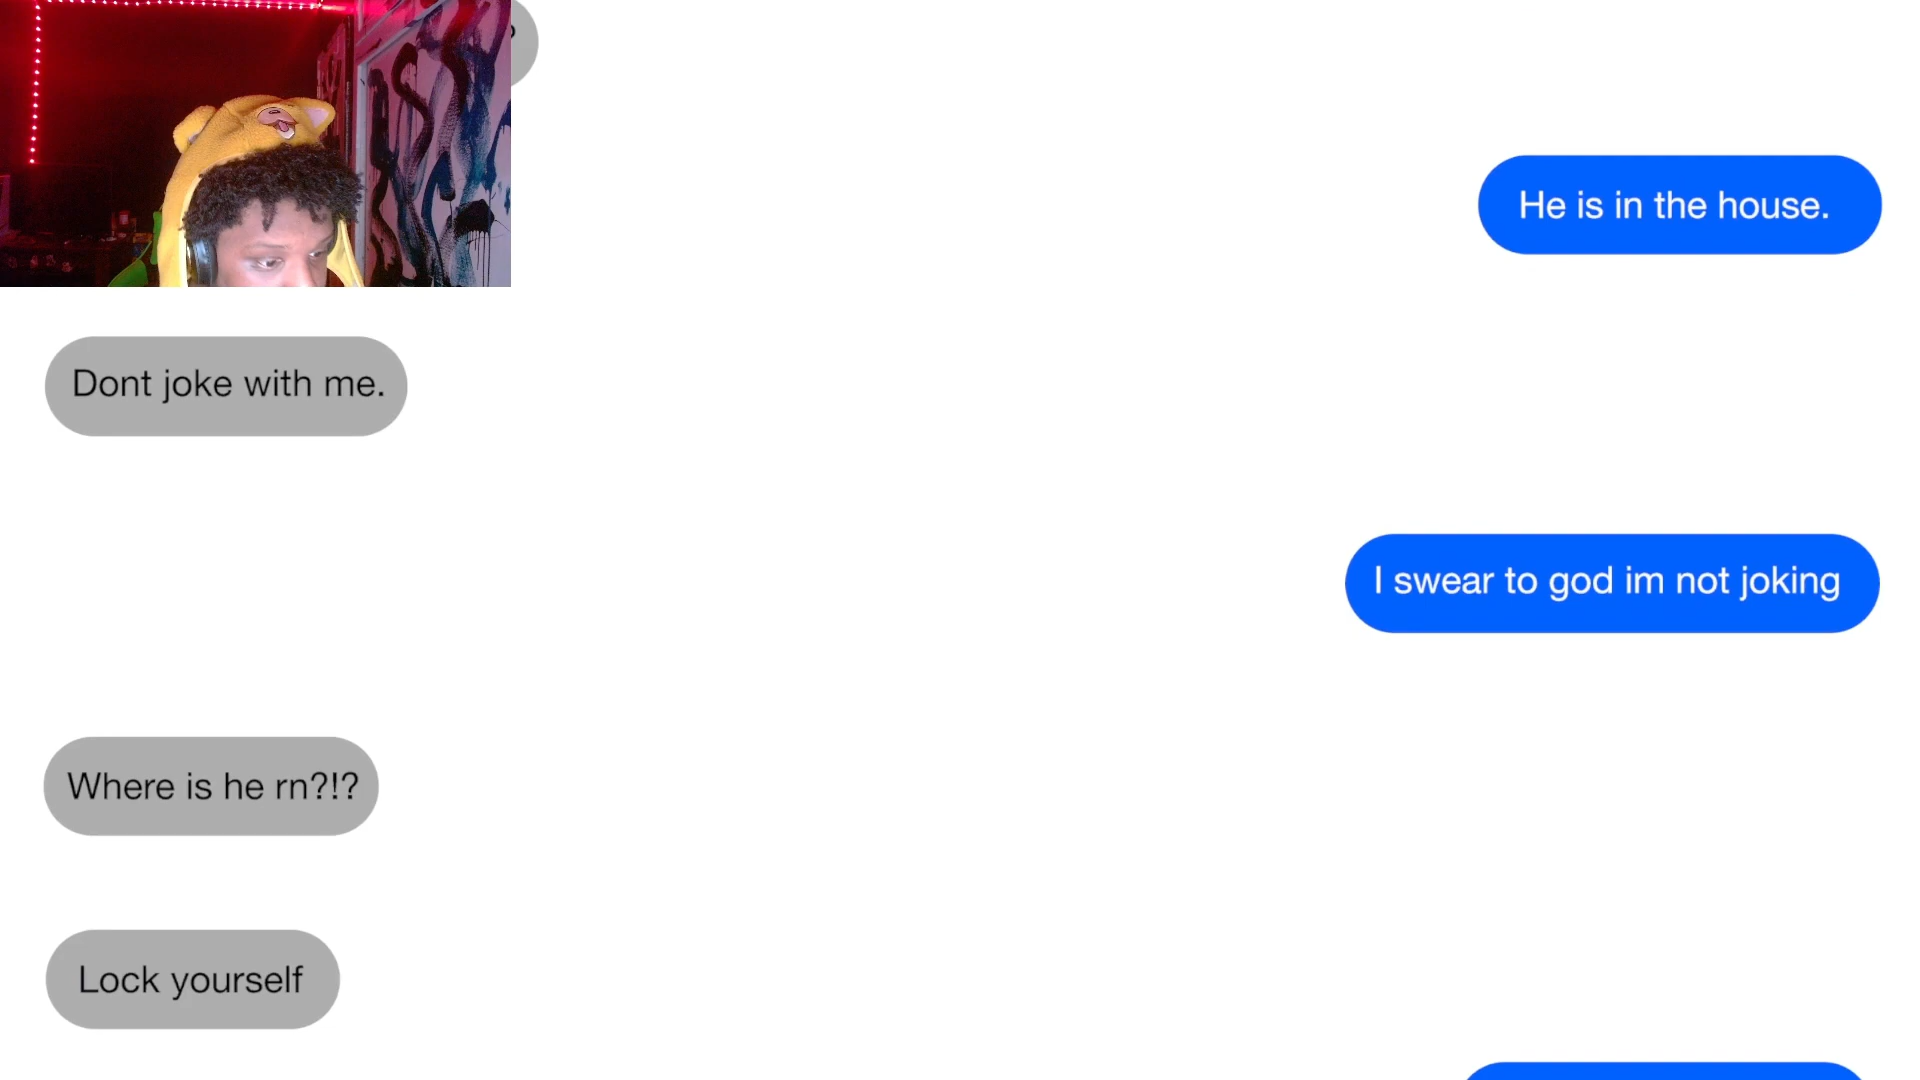 He is in the house.
Dont joke with me.
I swear to god im not joking
Where is he rn?!?
Lock yourself